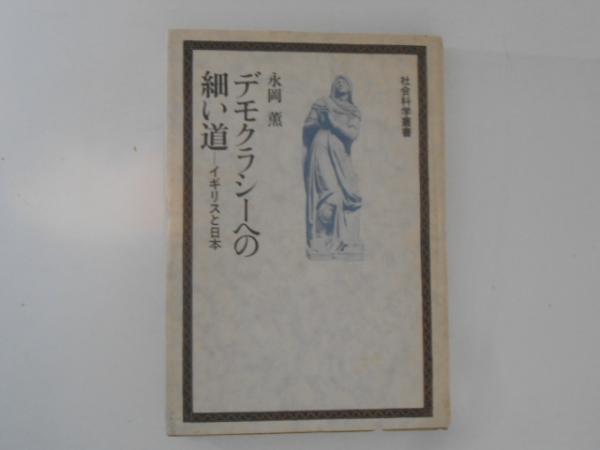 社会科学叢書
永岡 薫
デモクラシーへの
細い道
―イギリスと日本